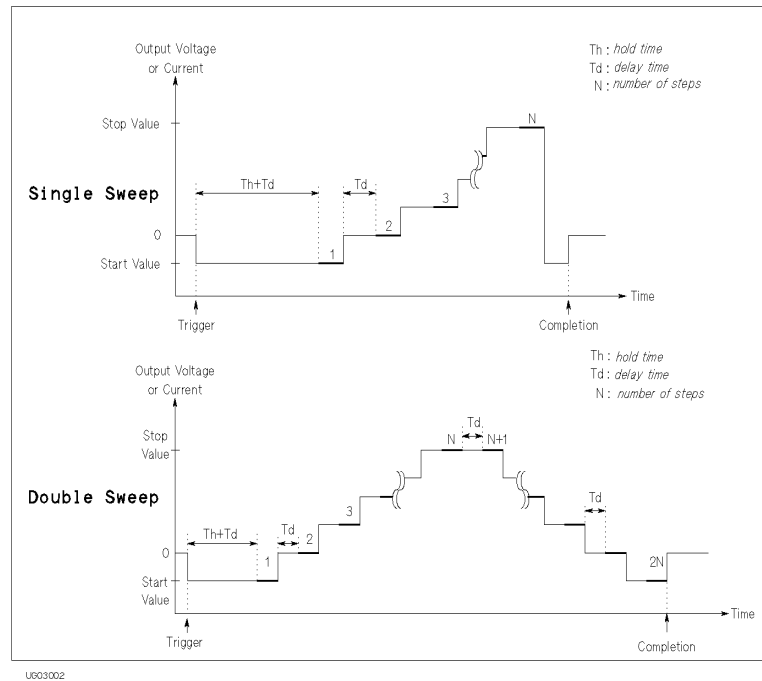 Output Voltage
or Current
Th : hold time
Td : delay time
N : number of steps
Stop Value
N
Th+Td
Td
Single Sweep
3
2
0
1
Start Value
Time
Trigger
Completion
Output Voltage
or Current
Th : hold time
Td : delay time
N : number of steps
Stop
Value
N
Td
N+1
Double Sweep
Td
3
Th+Td
Td
2
0
1
2N
Start
Value
Time
Trigger
Completion
UG03002